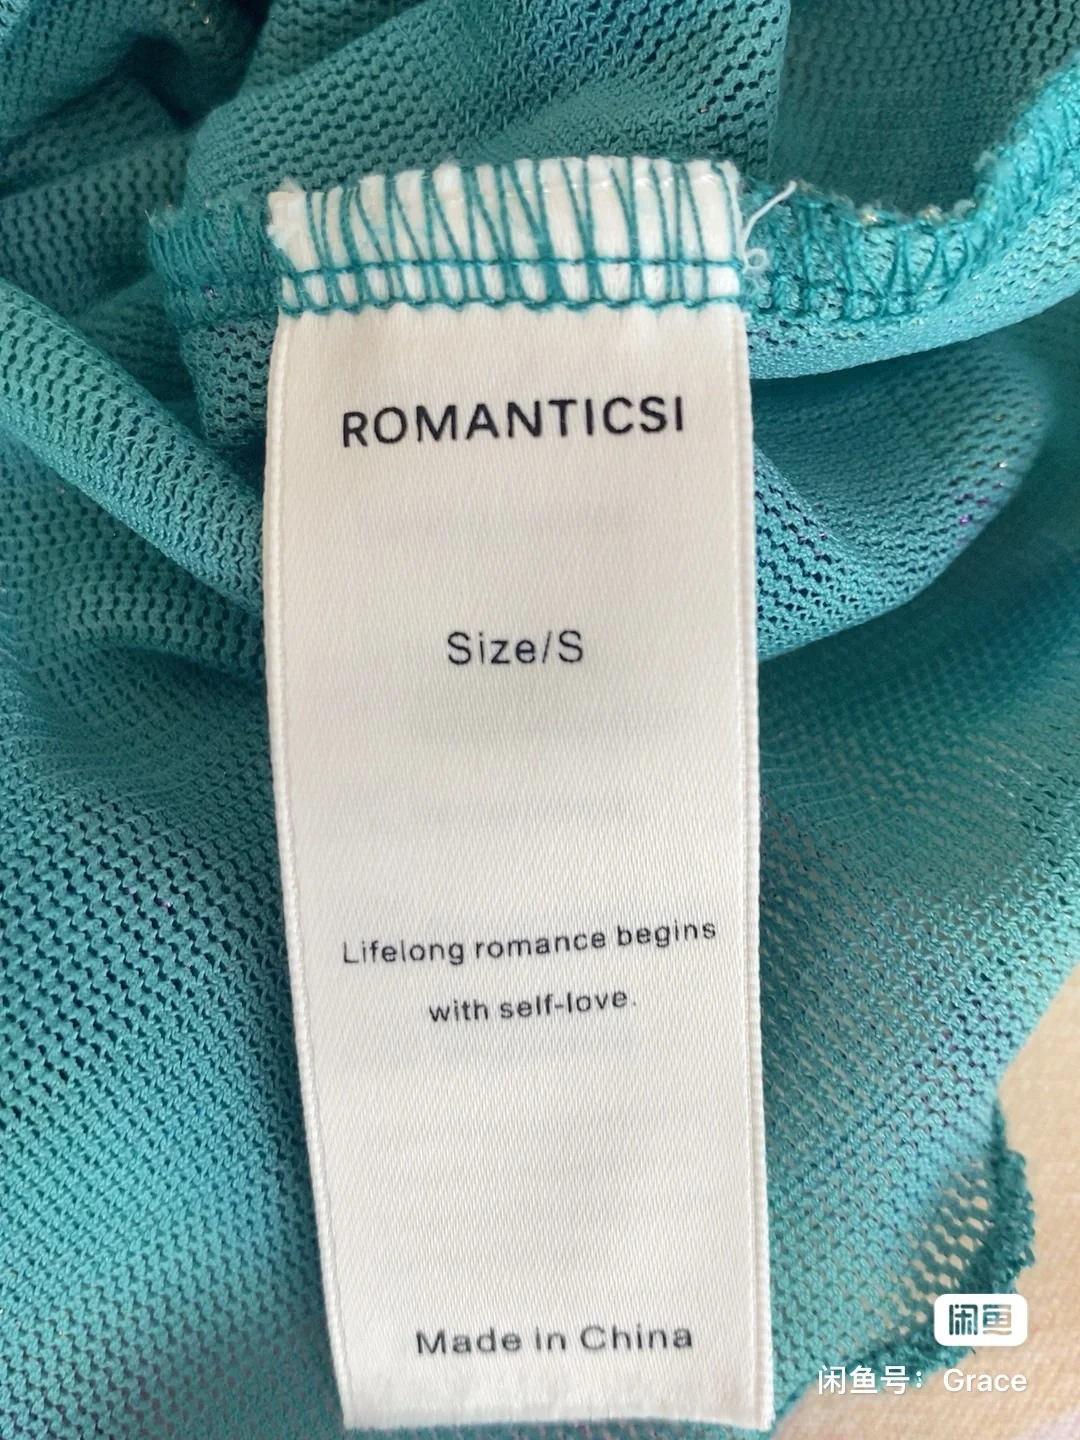 ROMANTICSI
Size/S
Lifelong romance begins
with self-love.
Made in China
闲鱼
闲鱼号：Grace